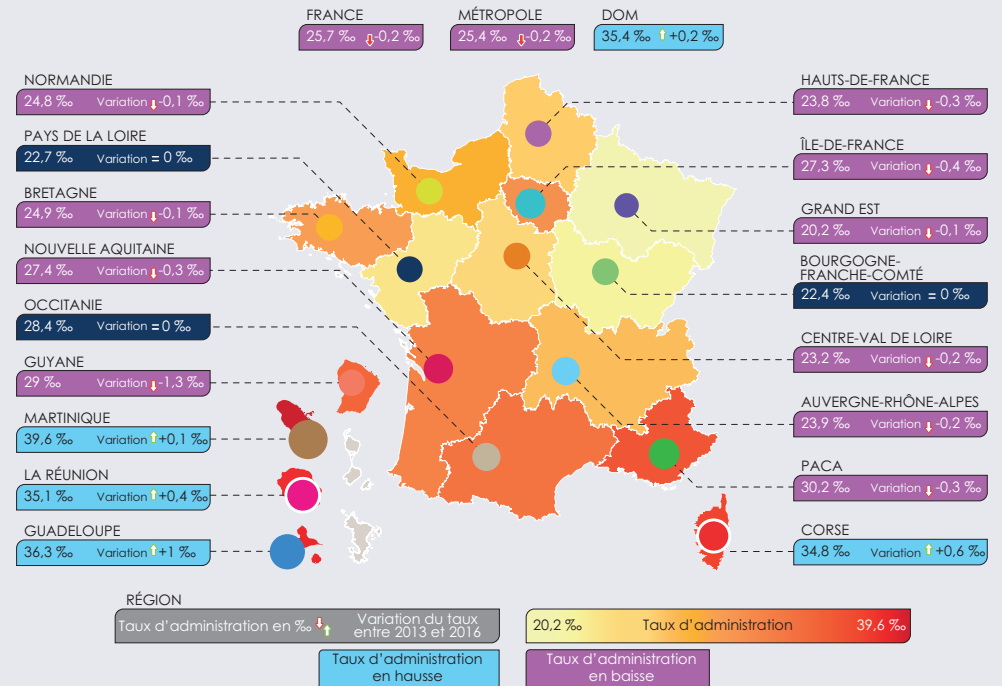 FRANCE
25,7 ‰ -0,2 ‰
MÉTROPOLE
25,4 ‰ -0,2 ‰
DOM
35,4 ‰ +0,2 ‰
NORMANDIE
24,8 ‰ Variation -0,1 ‰
PAYS DE LA LOIRE
22,7 ‰ Variation = 0 ‰
BRETAGNE
24,9 ‰ Variation -0,1 ‰
NOUVELLE AQUITAINE
27,4 ‰ Variation -0,3 ‰
OCCITANIE
28,4 ‰ Variation = 0 ‰
GUYANE
29 ‰ Variation -1,3 ‰
MARTINIQUE
39,6 ‰ Variation +0,1 ‰
LA RÉUNION
35,1 ‰ Variation +0,4 ‰
GUADELOUPE
36,3 ‰ Variation +1 ‰
HAUTS-DE-FRANCE
23,8 ‰ Variation -0,3 ‰
ÎLE-DE-FRANCE
27,3 ‰ Variation -0,4 ‰
GRAND EST
20,2 ‰ Variation -0,1 ‰
BOURGOGNE-
FRANCHE-COMTÉ
22,4 ‰ Variation = 0 ‰
CENTRE-VAL DE LOIRE
23,2 ‰ Variation -0,2 ‰
AUVERGNE-RHÔNE-ALPES
23,9 ‰ Variation -0,2 ‰
PACA
30,2 ‰ Variation -0,3 ‰
CORSE
34,8 ‰ Variation +0,6 ‰
RÉGION
Taux d'administration en ‰ Variation du taux
entre 2013 et 2016
20,2 ‰ Taux d'administration 39,6 ‰
Taux d'administration
en hausse
Taux d'administration
en baisse